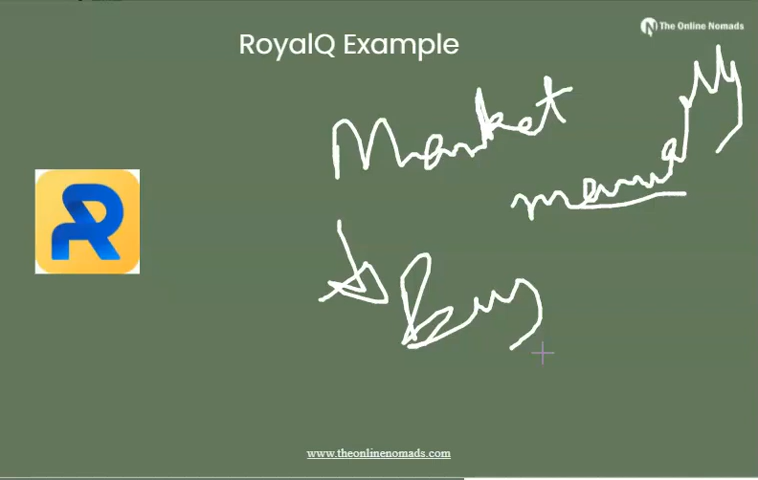 The Online Nomads
RoyalQ Example
Market
manually
Buy
www.theonlinenomads.com